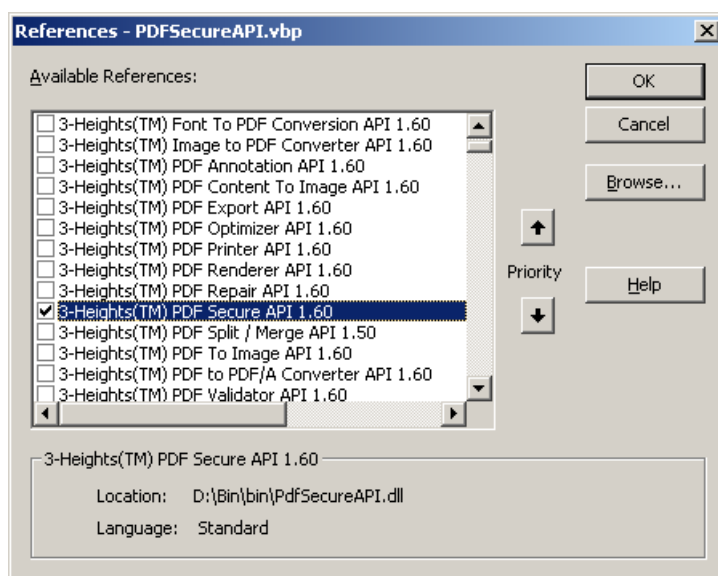 References - PDFSecureAPI.vbp
Available References:
3-Heights(TM) Font To PDF Conversion API 1.60
3-Heights(TM) Image to PDF Converter API 1.60
3-Heights(TM) PDF Annotation API 1.60
3-Heights(TM) PDF Content To Image API 1.60
3-Heights(TM) PDF Export API 1.60
3-Heights(TM) PDF Optimizer API 1.60
3-Heights(TM) PDF Printer API 1.60
3-Heights(TM) PDF Renderer API 1.60
3-Heights(TM) PDF Repair API 1.60
3-Heights(TM) PDF Secure API 1.60
3-Heights(TM) PDF Split / Merge API 1.50
3-Heights(TM) PDF To Image API 1.60
3-Heights(TM) PDF to PDF/A Converter API 1.60
3-Heights(TM) PDF Validator API 1.60
Priority
OK
Cancel
Browse...
Help
3-Heights(TM) PDF Secure API 1.60
Location: D:\Bin\bin\PdfSecureAPI.dll
Language: Standard